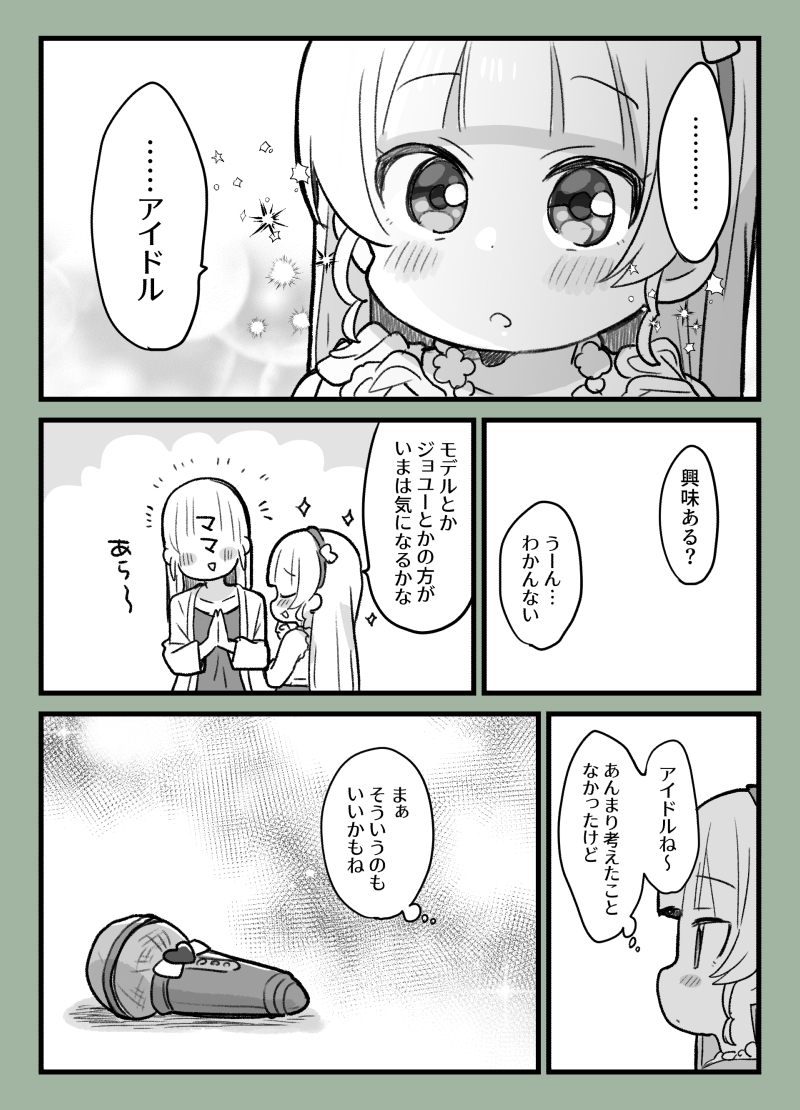 …………
……アイドル
興味ある？
うーん…
わかんない
モデルとか
ジョユーとかの方が
いまは気になるかな
ママ
あら〜
アイドルね〜
あんまり考えたこと
なかったけど
まぁ
そういうのも
いいかもね